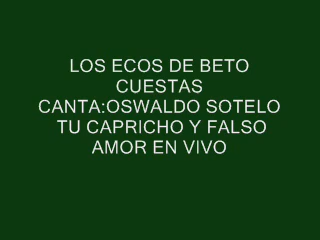 LOS ECOS DE BETO
CUESTAS
CANTA:OSWALDO SOTELO
TU CAPRICHO Y FALSO
AMOR EN VIVO